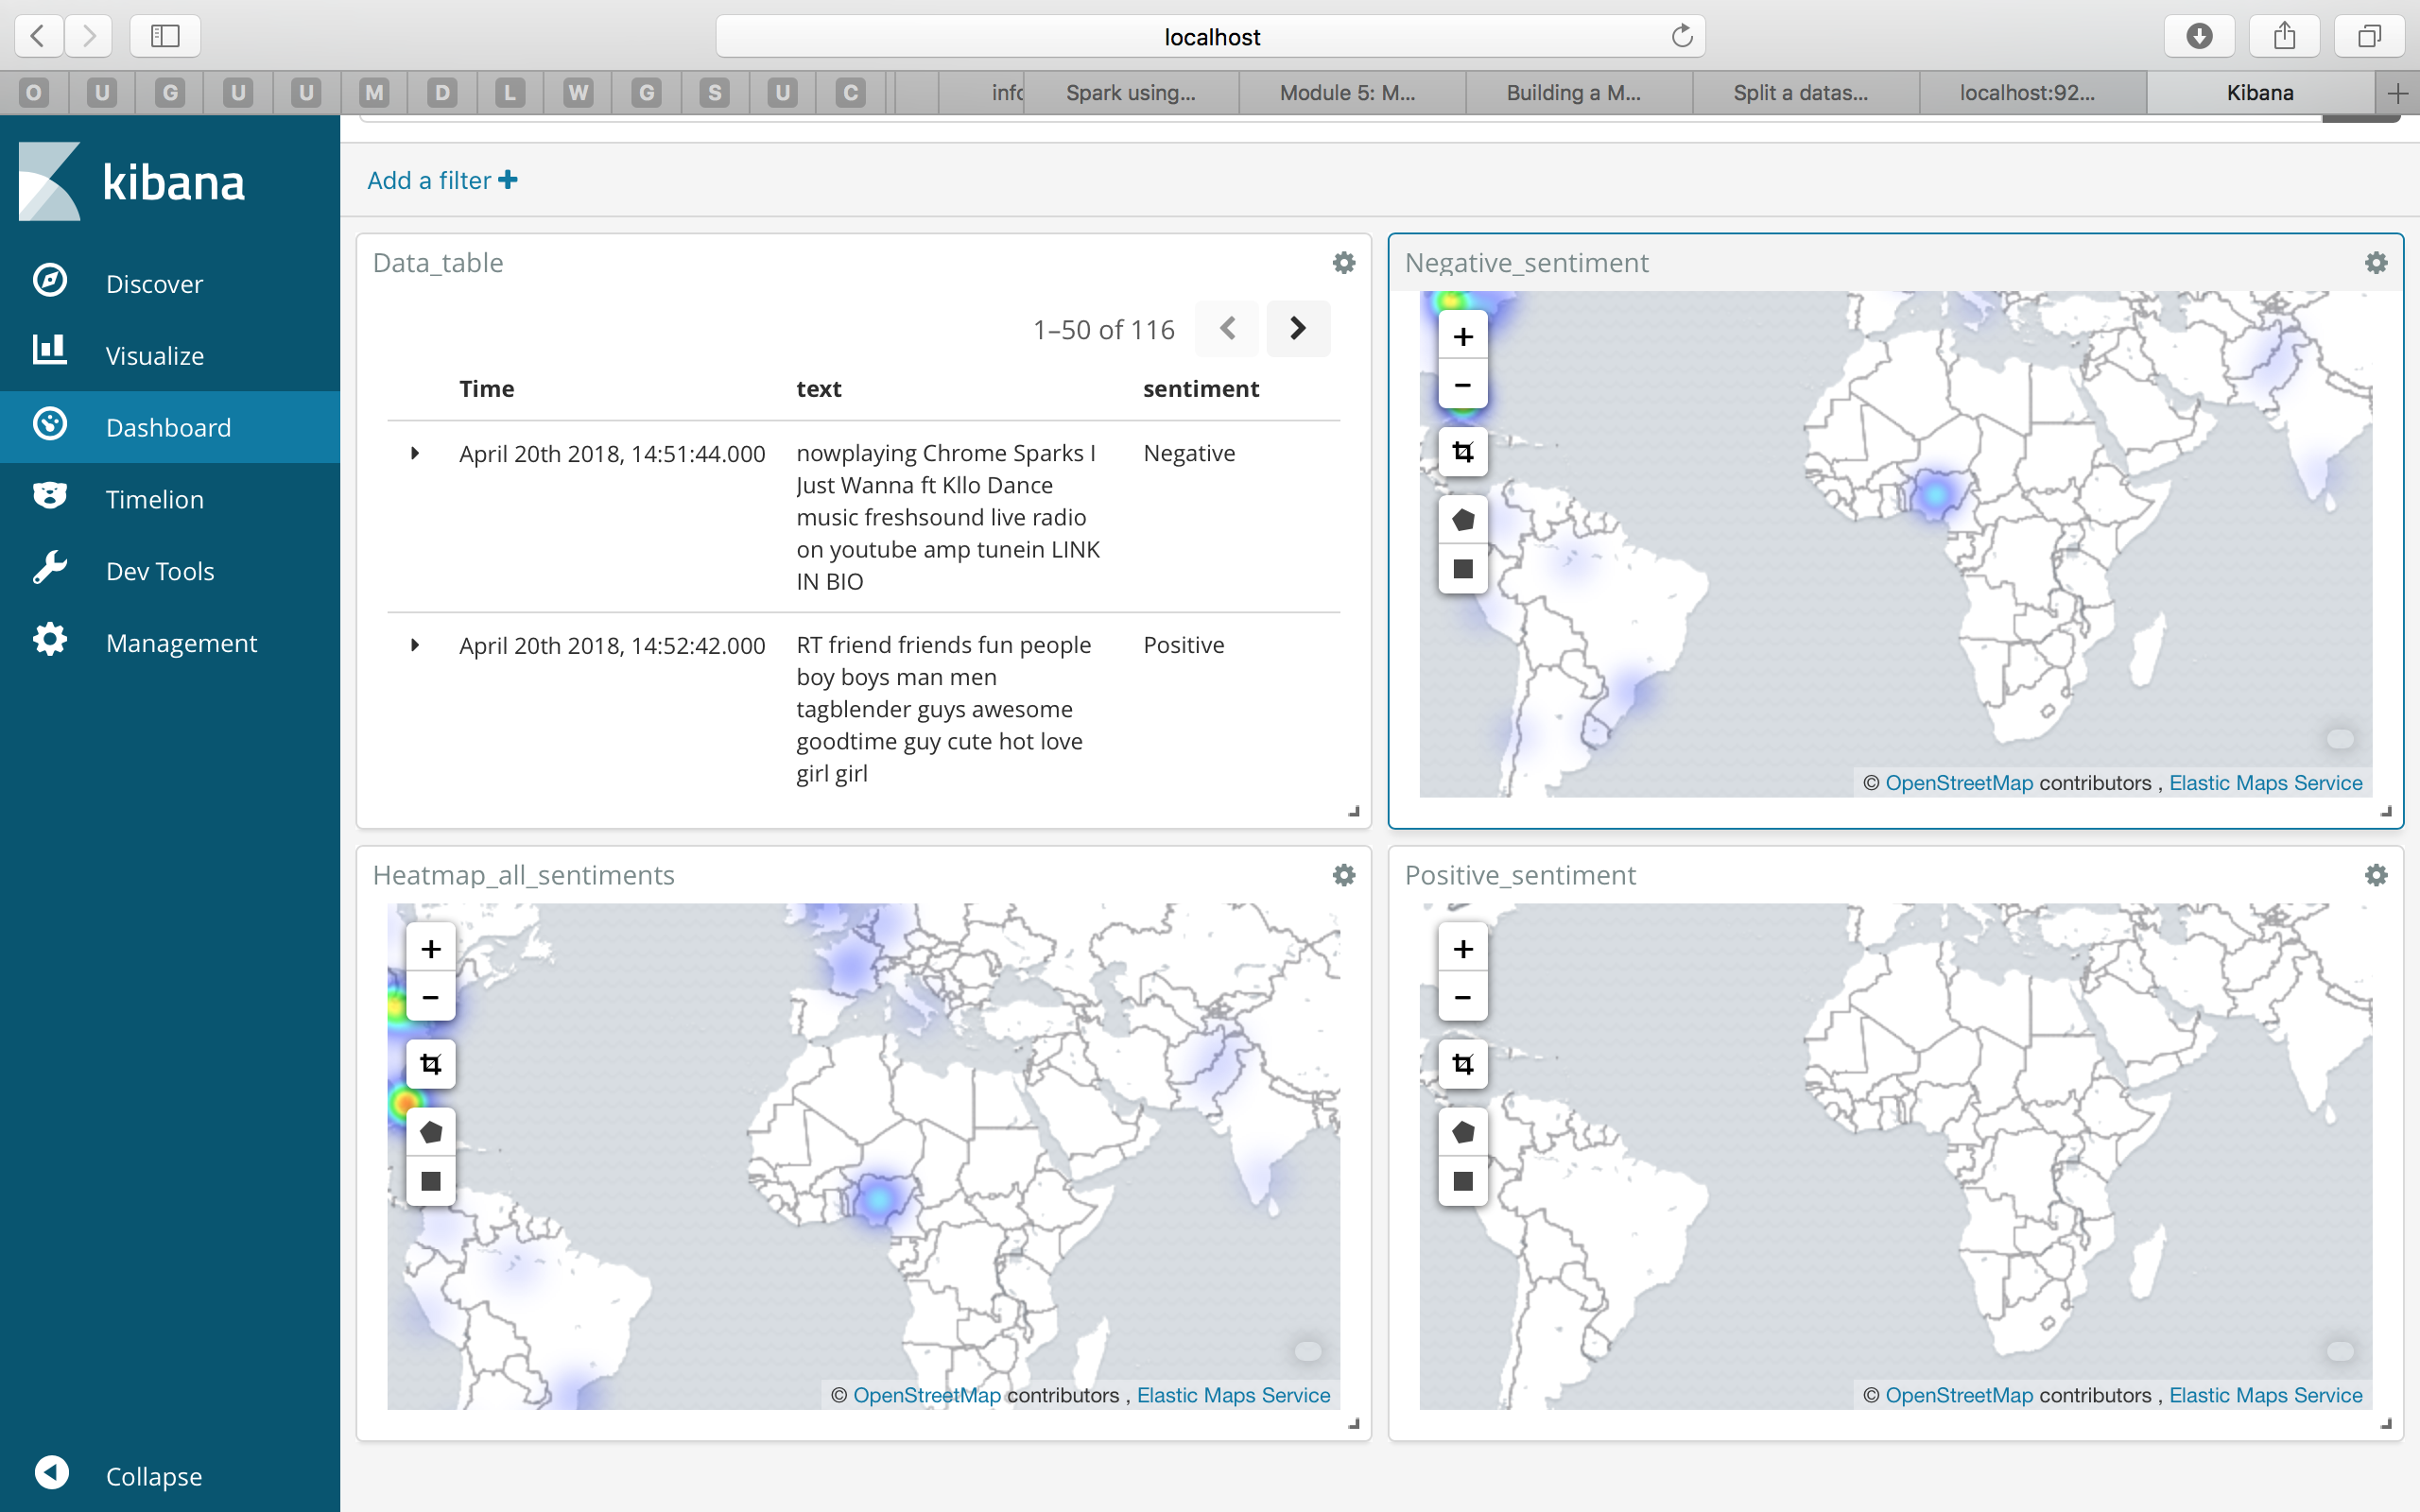 localhost
O U G U U M D L W G S U C info Spark using... Module 5: M... Building a M... Split a datas... localhost:92... Kibana
kibana
Discover
Visualize
Dashboard
Timelion
Dev Tools
Management
Collapse
Add a filter
Data_table
1–50 of 116
Time text sentiment
April 20th 2018, 14:51:44.000 nowplaying Chrome Sparks I Negative
Just Wanna ft Kllo Dance
music freshsound live radio
on youtube amp tunein LINK
IN BIO
April 20th 2018, 14:52:42.000 RT friend friends fun people Positive
boy boys man men
tagblender guys awesome
goodtime guy cute hot love
girl girl
Negative_sentiment
© OpenStreetMap contributors , Elastic Maps Service
Heatmap_all_sentiments
© OpenStreetMap contributors , Elastic Maps Service
Positive_sentiment
© OpenStreetMap contributors , Elastic Maps Service